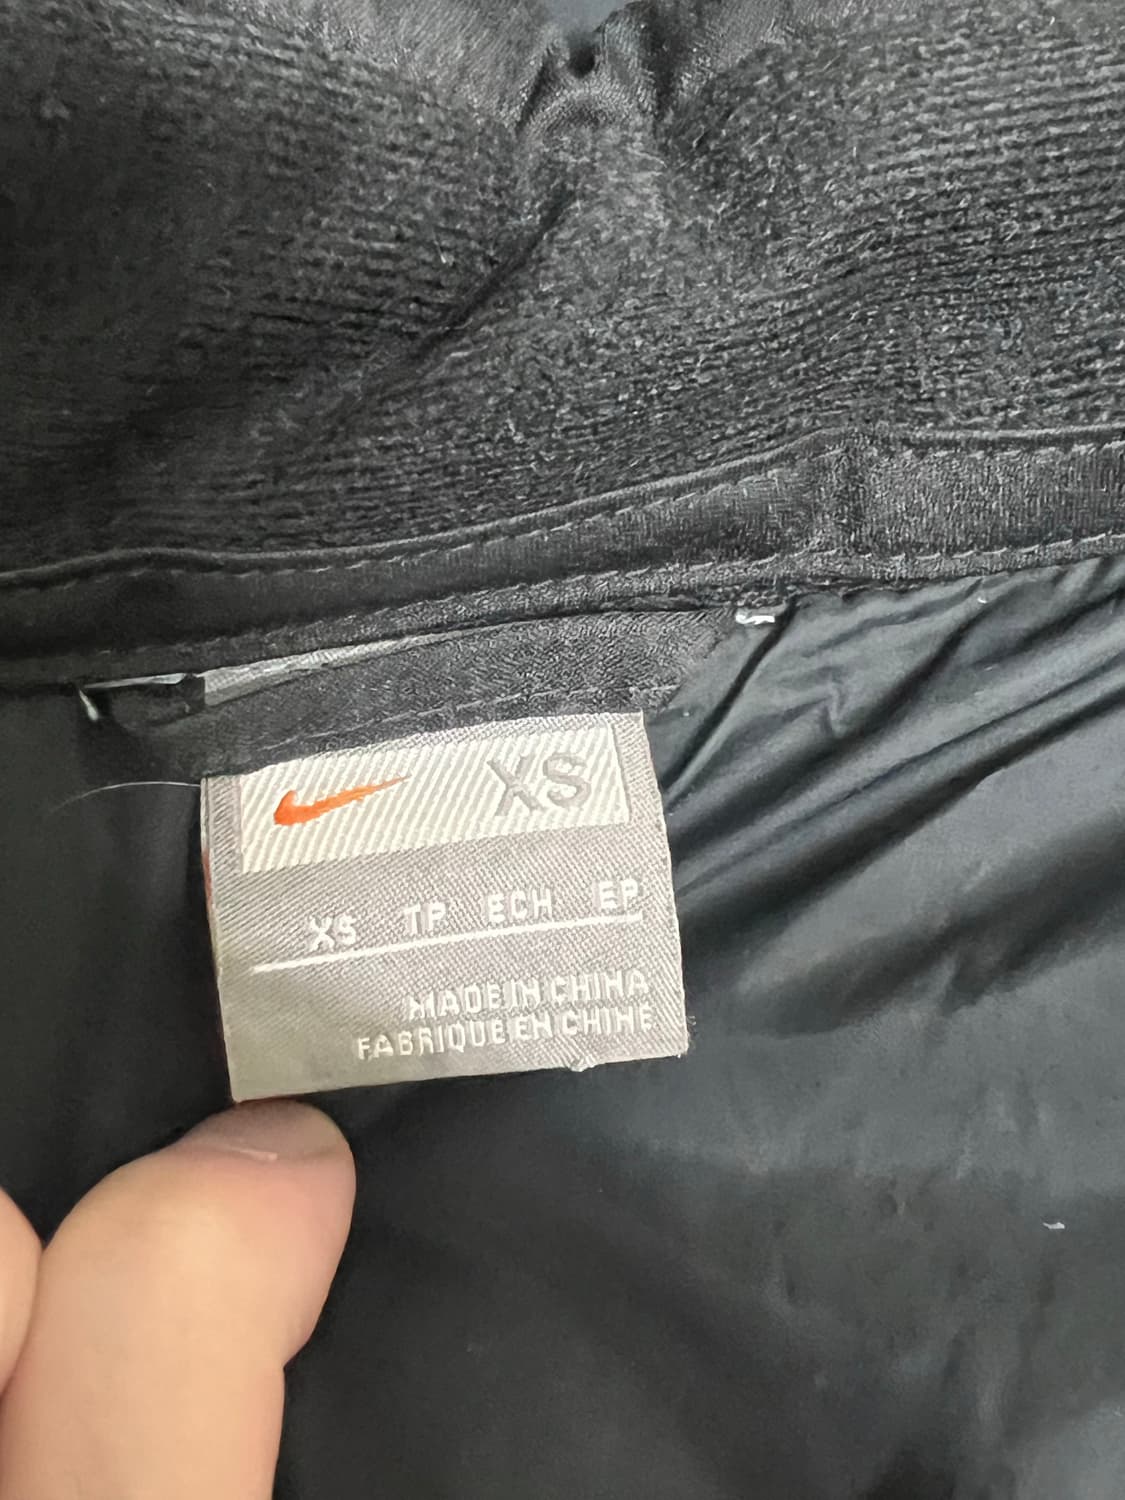 XS
XS TP ECH EP
MADE IN CHINA
FABRIQUE EN CHINE